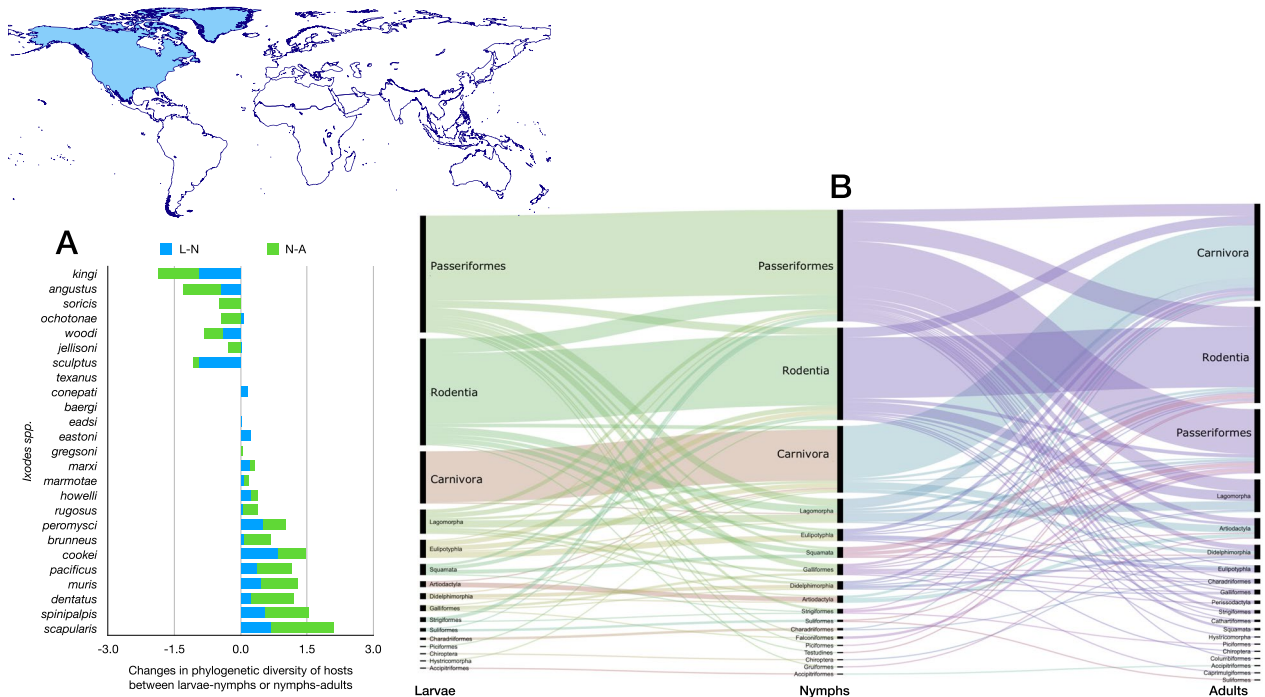 B
A
L-N
N-A
kingi
angustus
soricis
ochotonae
woodi
jellisoni
sculptus
texanus
conepati
baergi
eadsi
eastoni
gregsoni
marxi
marmotae
howelli
rugosus
peromysci
brunneus
cookei
pacificus
muris
dentatus
spinipalpis
scapularis
Ixodes spp.
-3.0 -1.5 0.0 1.5 3.0
Changes in phylogenetic diversity of hosts
between larvae-nymphs or nymphs-adults
Passeriformes
Rodentia
Carnivora
Lagomorpha
Eulipotyphla
Squamata
Artiodactyla
Didelphimorphia
Galliformes
Strigiformes
Suliformes
Charadriiformes
Piciformes
Chiroptera
Hystricomorpha
Accipitriformes
Larvae
Passeriformes
Rodentia
Carnivora
Lagomorpha
Eulipotyphla
Squamata
Galliformes
Didelphimorphia
Artiodactyla
Strigiformes
Suliformes
Charadriiformes
Falconiformes
Piciformes
Testudines
Chiroptera
Gruiformes
Accipitriformes
Nymphs
Carnivora
Rodentia
Passeriformes
Lagomorpha
Artiodactyla
Didelphimorphia
Eulipotyphla
Charadriiformes
Galliformes
Perissodactyla
Strigiformes
Cathartiformes
Squamata
Hystricomorpha
Piciformes
Chiroptera
Columbiformes
Accipitriformes
Caprimulgiformes
Suliformes
Adults